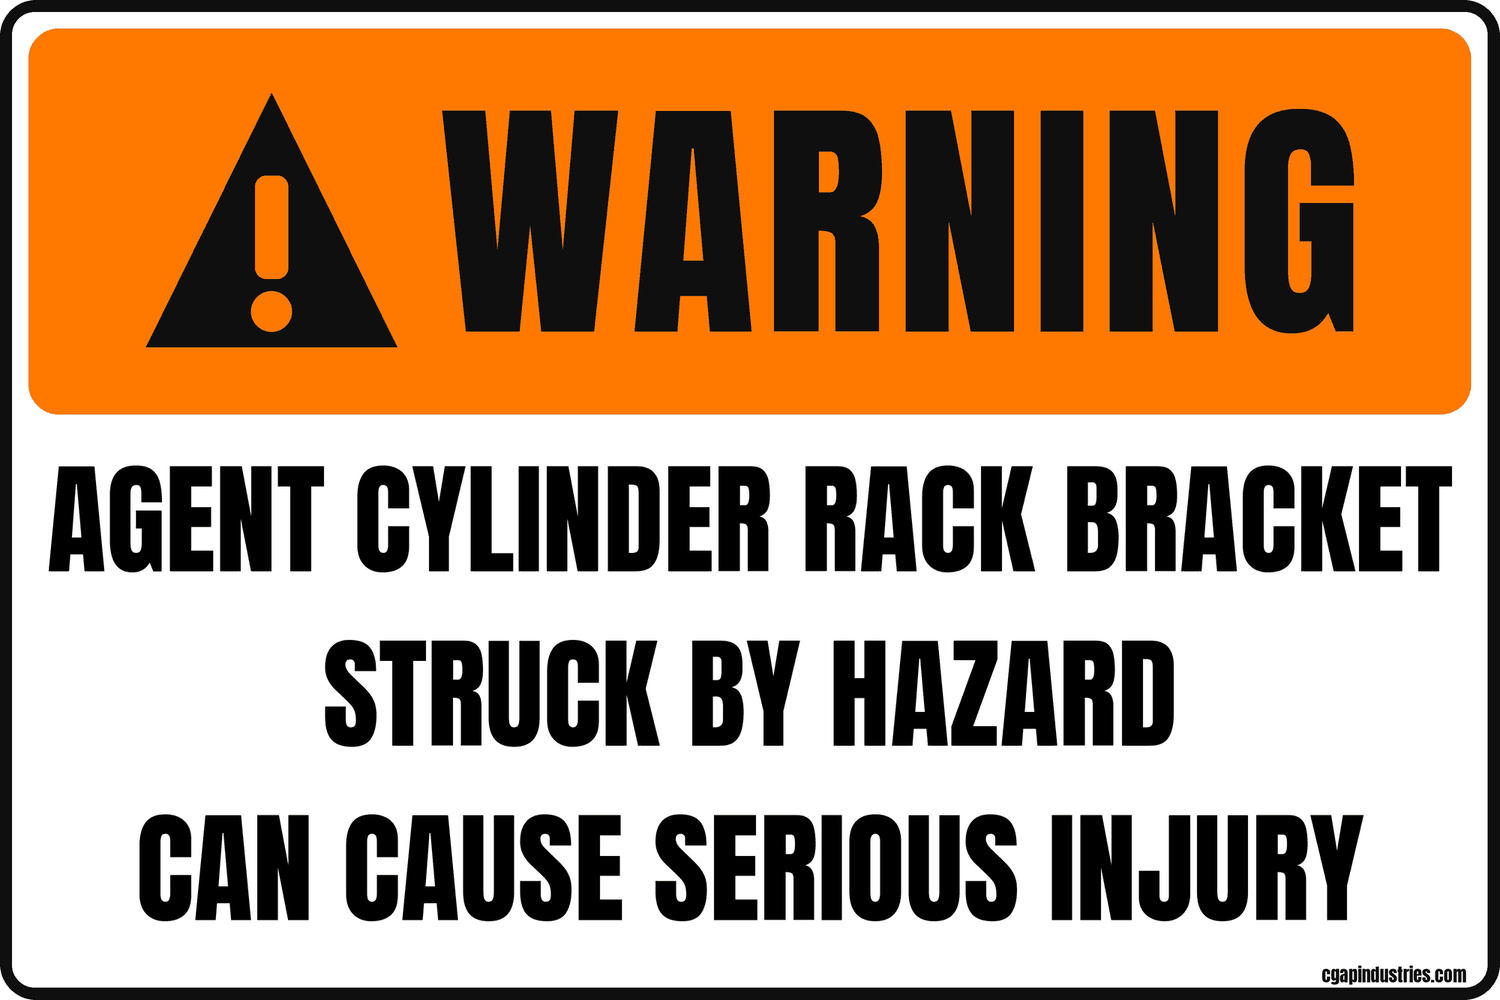 WARNING
AGENT CYLINDER RACK BRACKET
STRUCK BY HAZARD
CAN CAUSE SERIOUS INJURY
cgapindustries.com